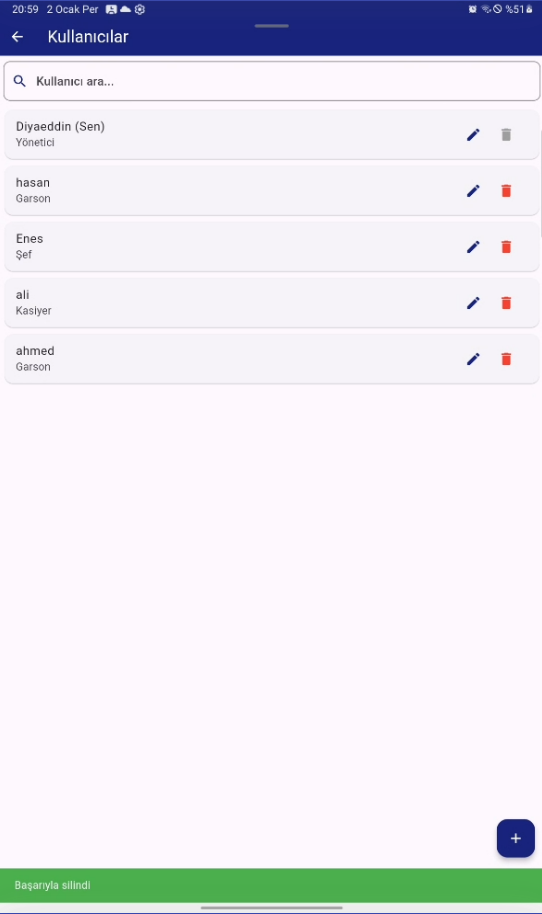 20:59 2 Ocak Per %51
Kullanıcılar
Kullanıcı ara...
Diyaeddin (Sen)
Yönetici
hasan
Garson
Enes
Şef
ali
Kasiyer
ahmed
Garson
Başarıyla silindi